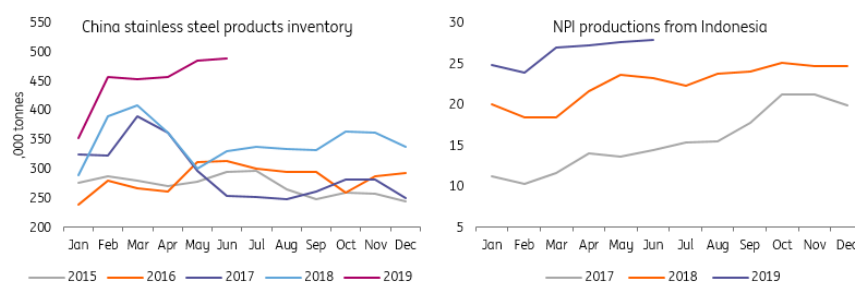 China stainless steel products inventory
,000 tonnes
550
500
450
400
350
300
250
200
Jan Feb Mar Apr May Jun Jul Aug Sep Oct Nov Dec
2015 2016 2017 2018 2019
NPI productions from Indonesia
30
25
20
15
10
5
Jan Feb Mar Apr May Jun Jul Aug Sep Oct Nov Dec
2017 2018 2019